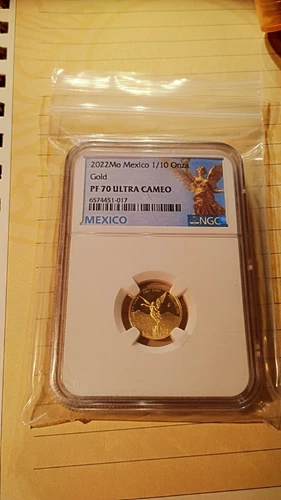 2022Mo Mexico 1/10 Onza
Gold
PF 70 ULTRA CAMEO
6574451-017
MEXICO
NGC